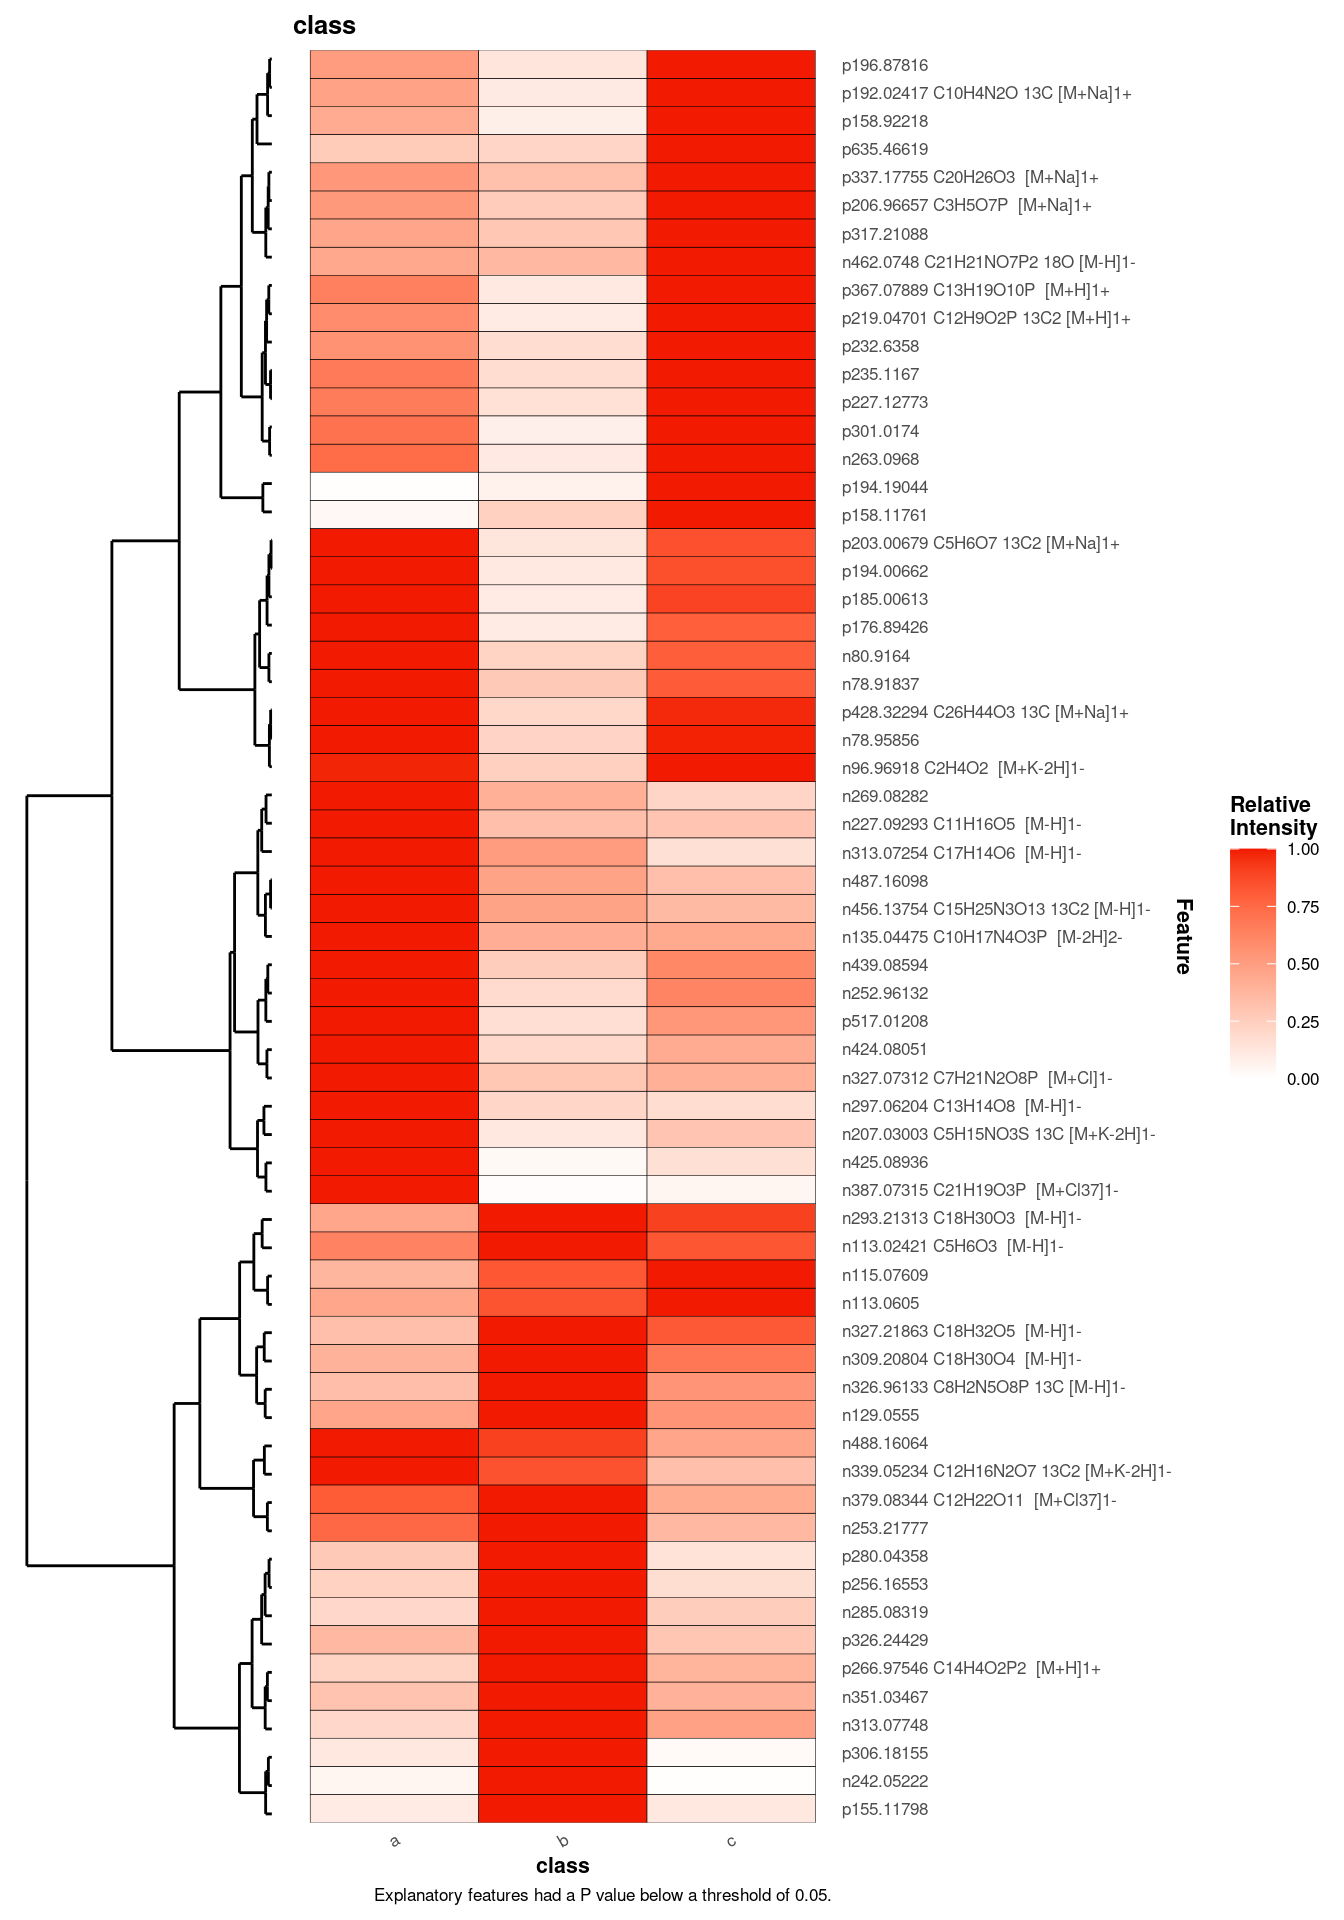 class
p196.87816
p192.02417 C10H4N2O 13C [M+Na]1+
p158.92218
p635.46619
p337.17755 C20H26O3  [M+Na]1+
p206.96657 C3H5O7P  [M+Na]1+
p317.21088
n462.0748 C21H21NO7P2 18O [M-H]1-
p367.07889 C13H19O10P  [M+H]1+
p219.04701 C12H9O2P 13C2 [M+H]1+
p232.6358
p235.1167
p227.12773
p301.0174
n263.0968
p194.19044
p158.11761
p203.00679 C5H6O7 13C2 [M+Na]1+
p194.00662
p185.00613
p176.89426
n80.9164
n78.91837
p428.32294 C26H44O3 13C [M+Na]1+
n78.95856
n96.96918 C2H4O2  [M+K-2H]1-
n269.08282
n227.09293 C11H16O5  [M-H]1-
n313.07254 C17H14O6  [M-H]1-
n487.16098
n456.13754 C15H25N3O13 13C2 [M-H]1-
n135.04475 C10H17N4O3P  [M-2H]2-
n439.08594
n252.96132
p517.01208
n424.08051
n327.07312 C7H21N2O8P  [M+Cl]1-
n297.06204 C13H14O8  [M-H]1-
n207.03003 C5H15NO3S 13C [M+K-2H]1-
n425.08936
n387.07315 C21H19O3P  [M+Cl37]1-
n293.21313 C18H30O3  [M-H]1-
n113.02421 C5H6O3  [M-H]1-
n115.07609
n113.0605
n327.21863 C18H32O5  [M-H]1-
n309.20804 C18H30O4  [M-H]1-
n326.96133 C8H2N5O8P 13C [M-H]1-
n129.0555
n488.16064
n339.05234 C12H16N2O7 13C2 [M+K-2H]1-
n379.08344 C12H22O11  [M+Cl37]1-
n253.21777
p280.04358
p256.16553
n285.08319
p326.24429
p266.97546 C14H4O2P2  [M+H]1+
n351.03467
n313.07748
p306.18155
n242.05222
p155.11798
Feature
Relative
Intensity
1.00
0.75
0.50
0.25
0.00
a
b
c
class
Explanatory features had a P value below a threshold of 0.05.